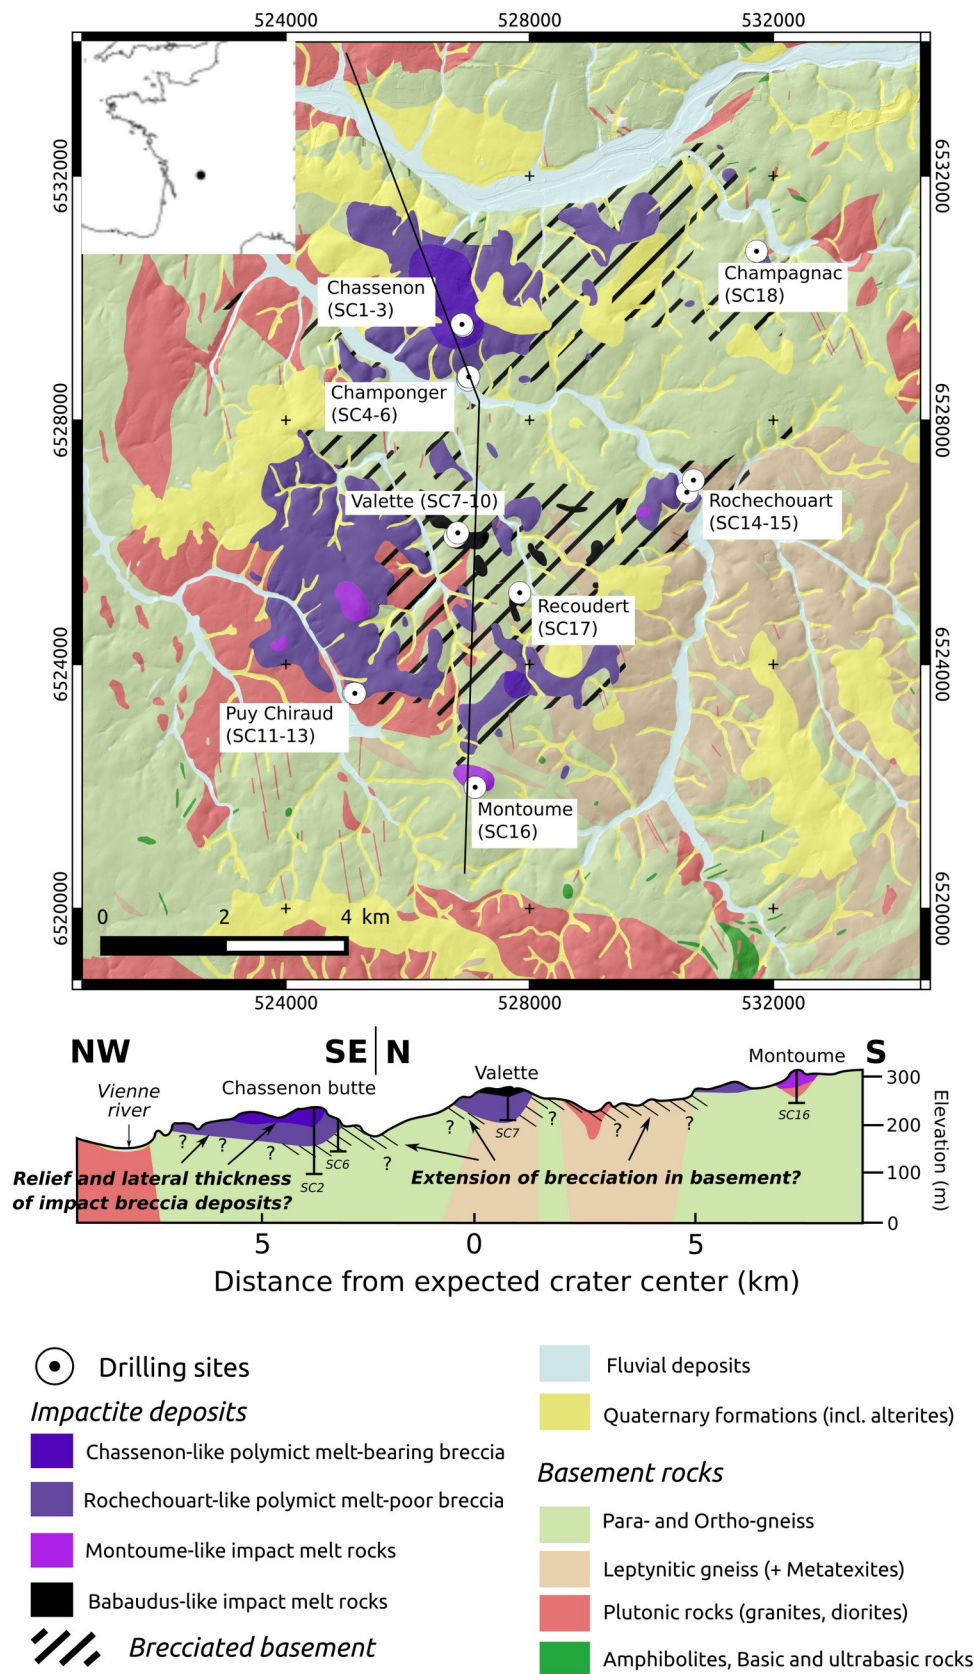 524000
528000
532000
6532000
6532000
Chassenon
(SC1-3)
Champagnac
(SC18)
Champonger
(SC4-6)
6528000
6528000
Valette (SC7-10)
Rochechouart
(SC14-15)
Recoudert
(SC17)
6524000
6524000
Puy Chiraud
(SC11-13)
Montoume
(SC16)
6520000
6520000
0 2 4 km
524000
528000
532000
NW
SE
N
S
Vienne
river
Chassenon butte
Valette
Montoume
300
200
100
0
Elevation (m)
SC2
SC6
SC7
SC16
? ? ? ? ? ? ? ?
Relief and lateral thickness
of impact breccia deposits?
Extension of brecciation in basement?
5 0 5
Distance from expected crater center (km)
Drilling sites
Impactite deposits
Chassenon-like polymict melt-bearing breccia
Rochechouart-like polymict melt-poor breccia
Montoume-like impact melt rocks
Babaudus-like impact melt rocks
Brecciated basement
Fluvial deposits
Quaternary formations (incl. alterites)
Basement rocks
Para- and Ortho-gneiss
Leptynitic gneiss (+ Metatexites)
Plutonic rocks (granites, diorites)
Amphibolites, Basic and ultrabasic rocks